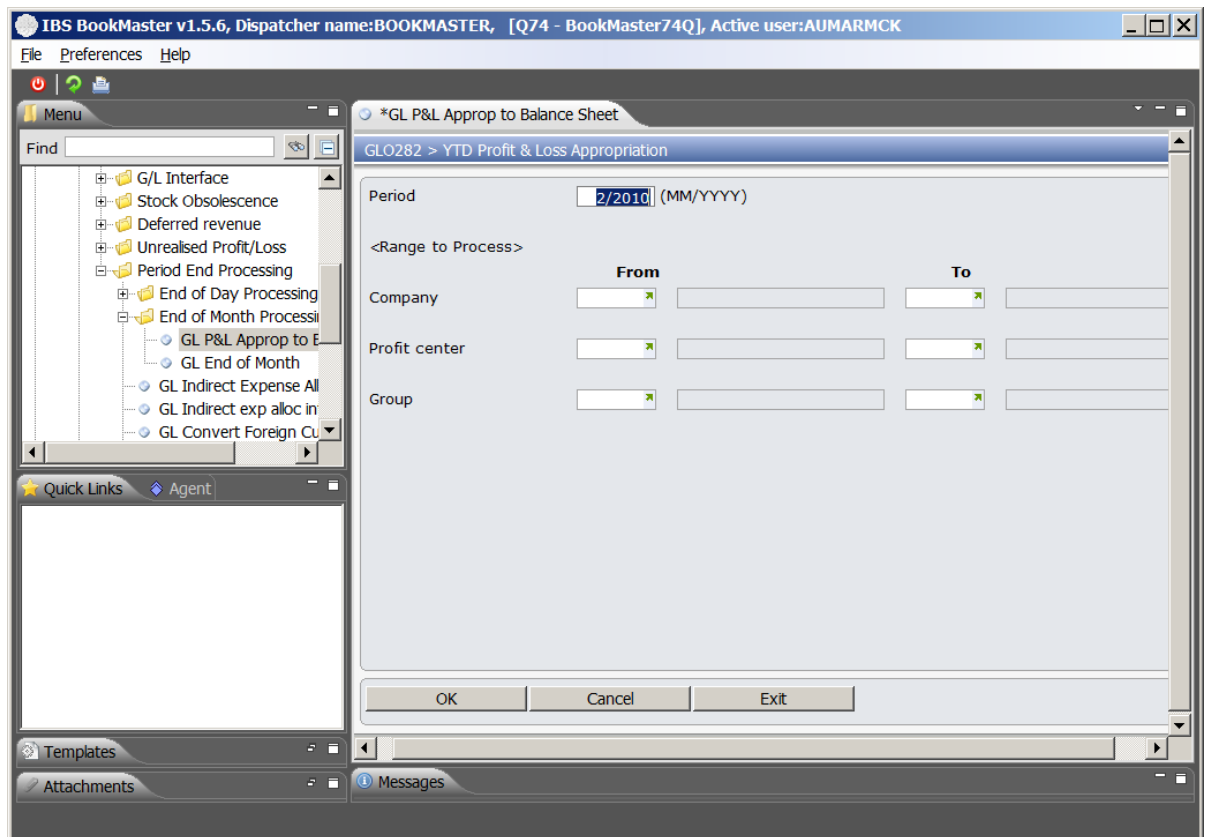 IBS BookMaster v1.5.6, Dispatcher name:BOOKMASTER, [Q74 - BookMaster74Q], Active user:AUMARMCK
File Preferences Help
Menu
Find
G/L Interface
Stock Obsolescence
Deferred revenue
Unrealised Profit/Loss
Period End Processing
End of Day Processing
End of Month Processi
GL P&L Approp to E
GL End of Month
GL Indirect Expense All
GL Indirect exp alloc in
GL Convert Foreign Cu
Quick Links Agent
Templates
Attachments
*GL P&L Approp to Balance Sheet
GLO282 > YTD Profit & Loss Appropriation
Period 2/2010 (MM/YYYY)
<Range to Process>
From To
Company
Profit center
Group
OK Cancel Exit
Messages